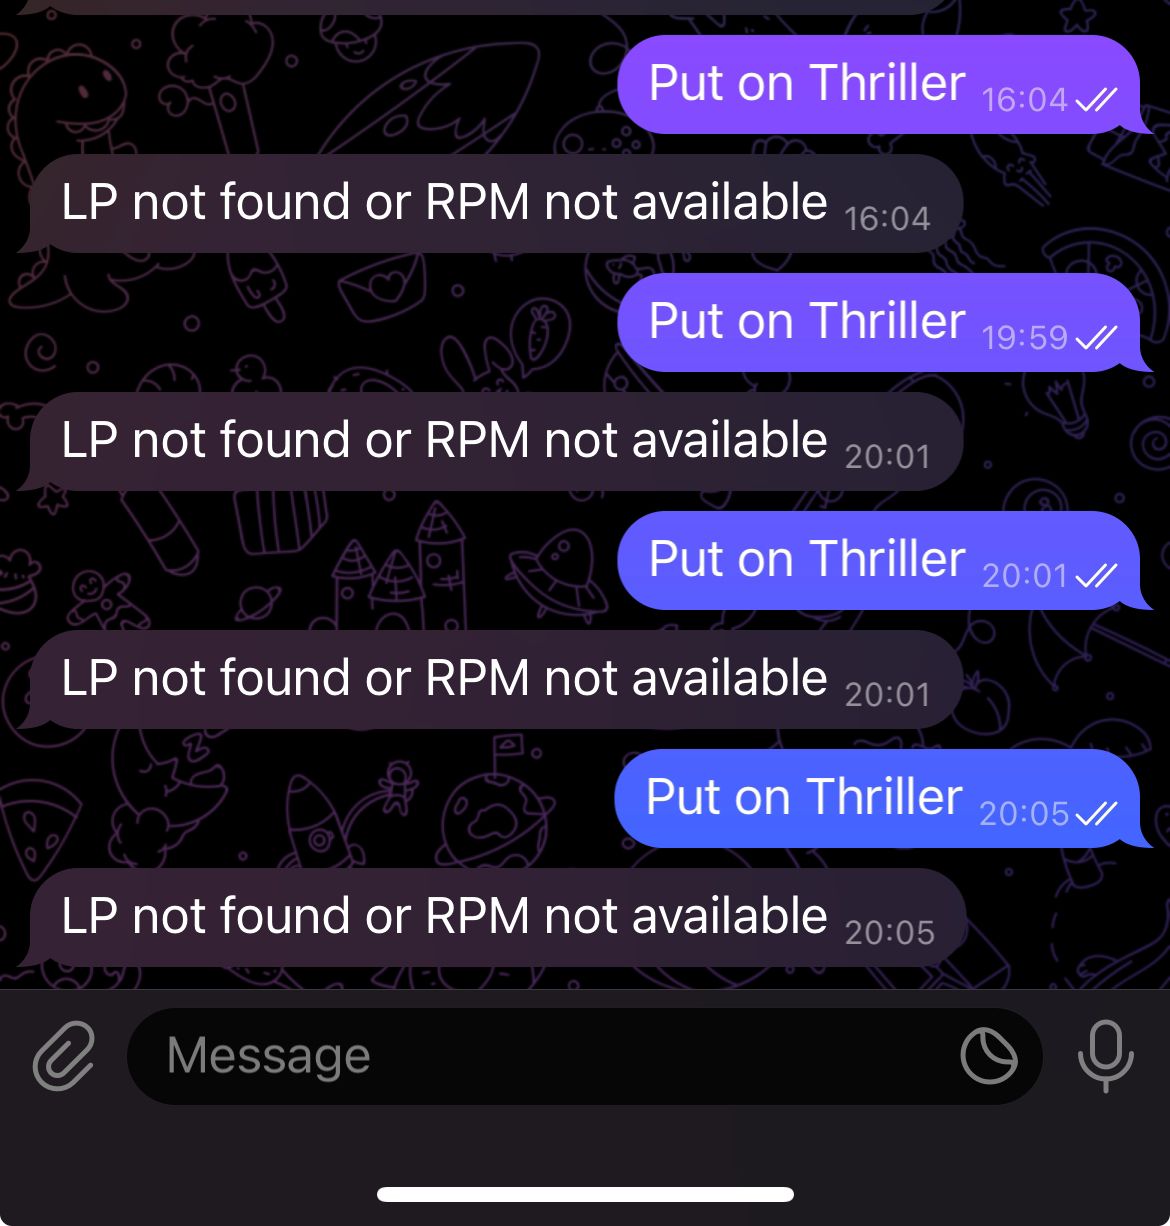 Put on Thriller 16:04
LP not found or RPM not available 16:04
Put on Thriller 19:59
LP not found or RPM not available 20:01
Put on Thriller 20:01
LP not found or RPM not available 20:01
Put on Thriller 20:05
LP not found or RPM not available 20:05
Message